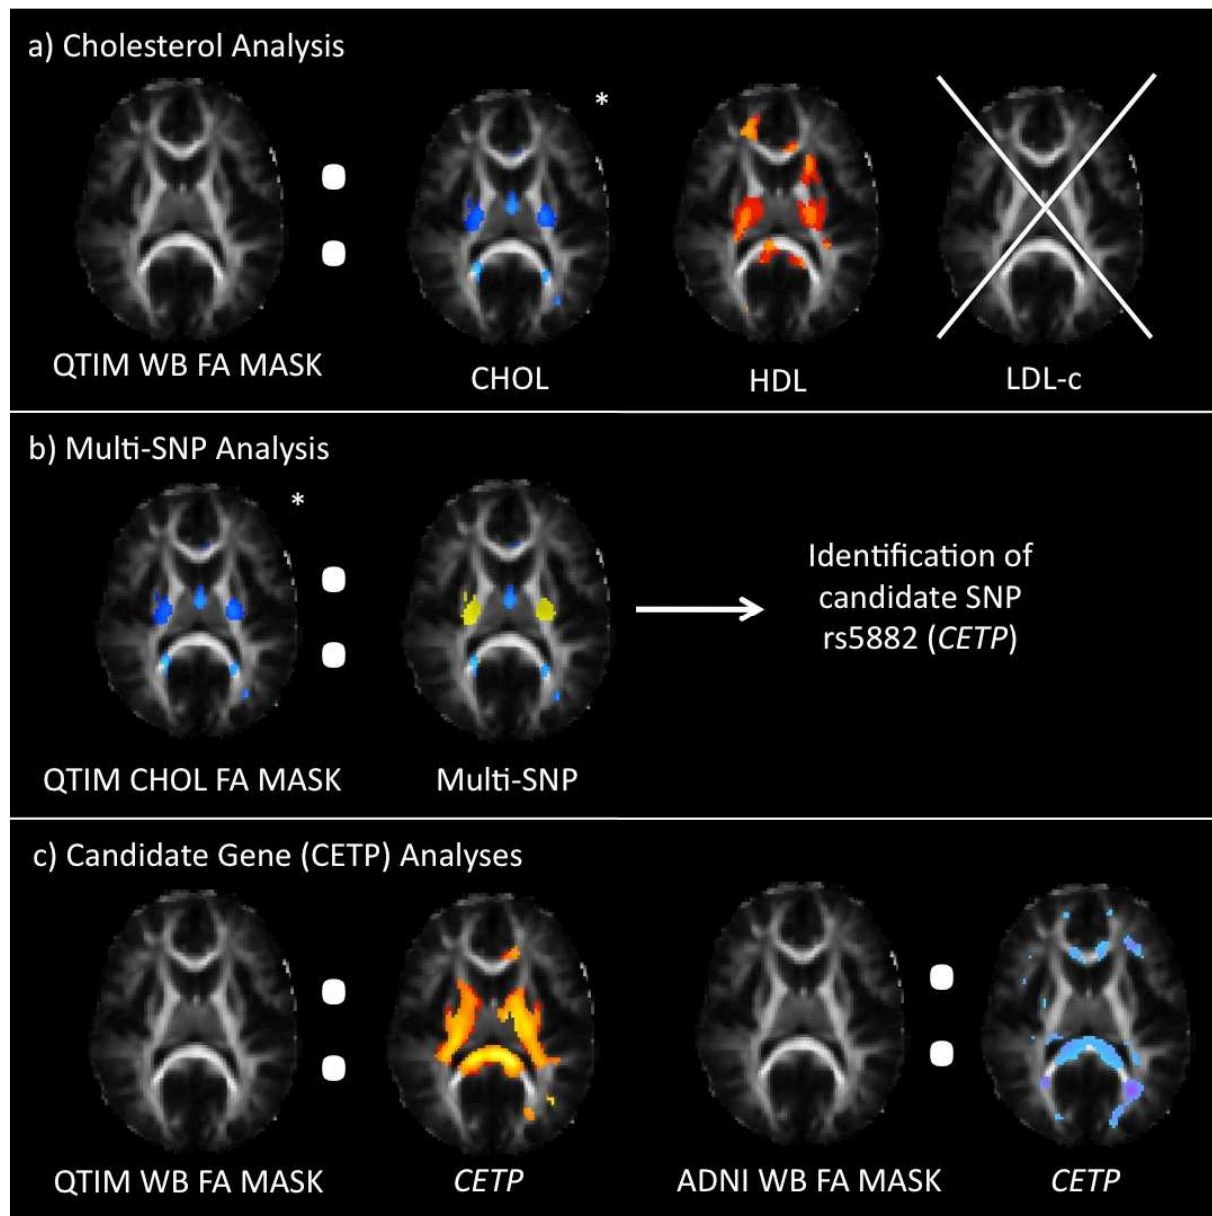 a) Cholesterol Analysis
*
QTIM WB FA MASK
CHOL
HDL
LDL-c
b) Multi-SNP Analysis
*
Identification of
candidate SNP
rs5882 (CETP)
QTIM CHOL FA MASK
Multi-SNP
c) Candidate Gene (CETP) Analyses
QTIM WB FA MASK
CETP
ADNI WB FA MASK
CETP